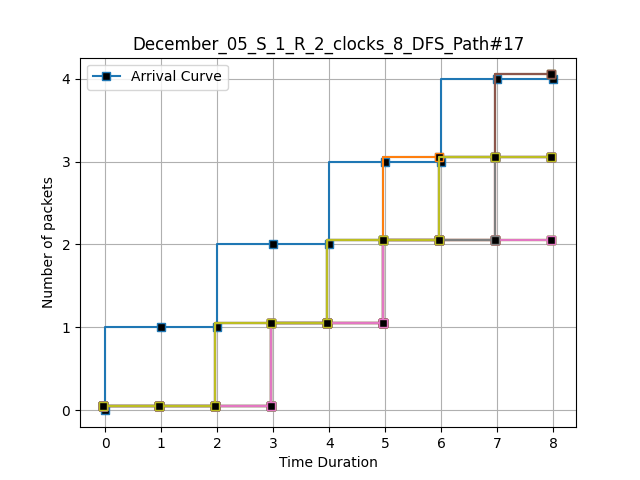 December_05_S_1_R_2_clocks_8_DFS_Path#17
Arrival Curve
Number of packets
4
3
2
1
0
0 1 2 3 4 5 6 7 8
Time Duration